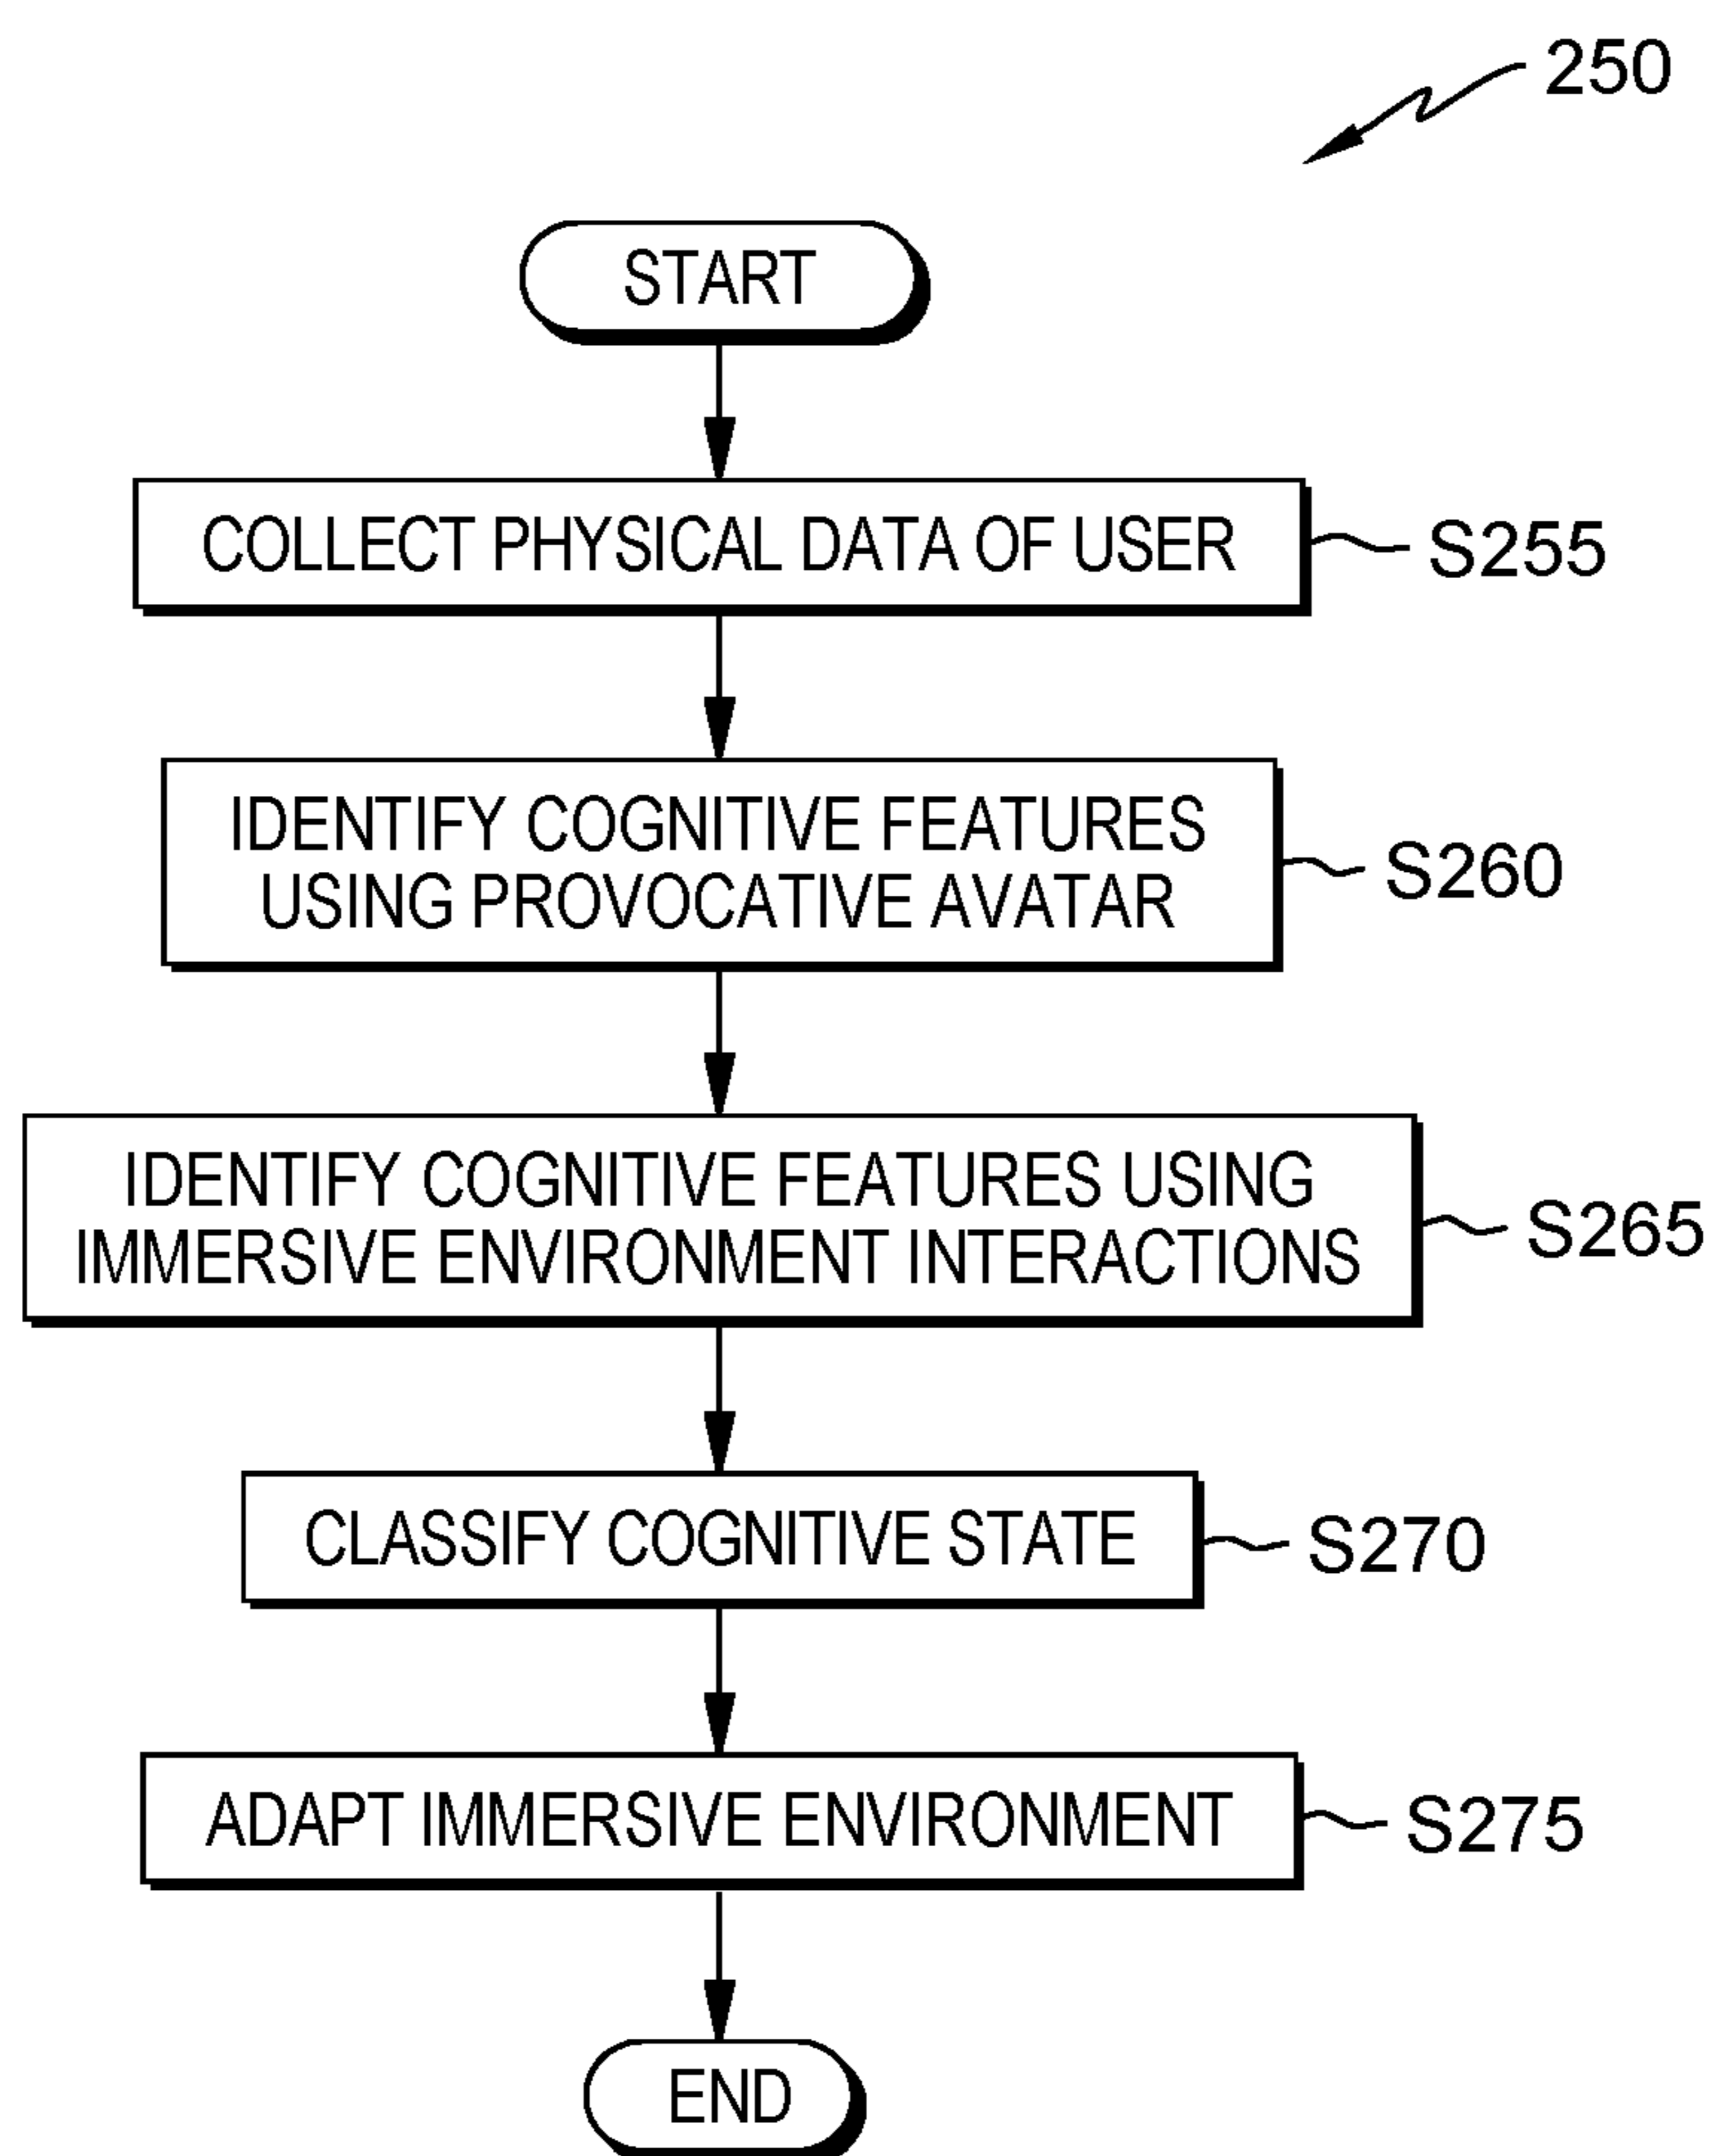 250
START
COLLECT PHYSICAL DATA OF USER
S255
IDENTIFY COGNITIVE FEATURES
USING PROVOCATIVE AVATAR
S260
IDENTIFY COGNITIVE FEATURES USING
IMMERSIVE ENVIRONMENT INTERACTIONS
S265
CLASSIFY COGNITIVE STATE
S270
ADAPT IMMERSIVE ENVIRONMENT
S275
END